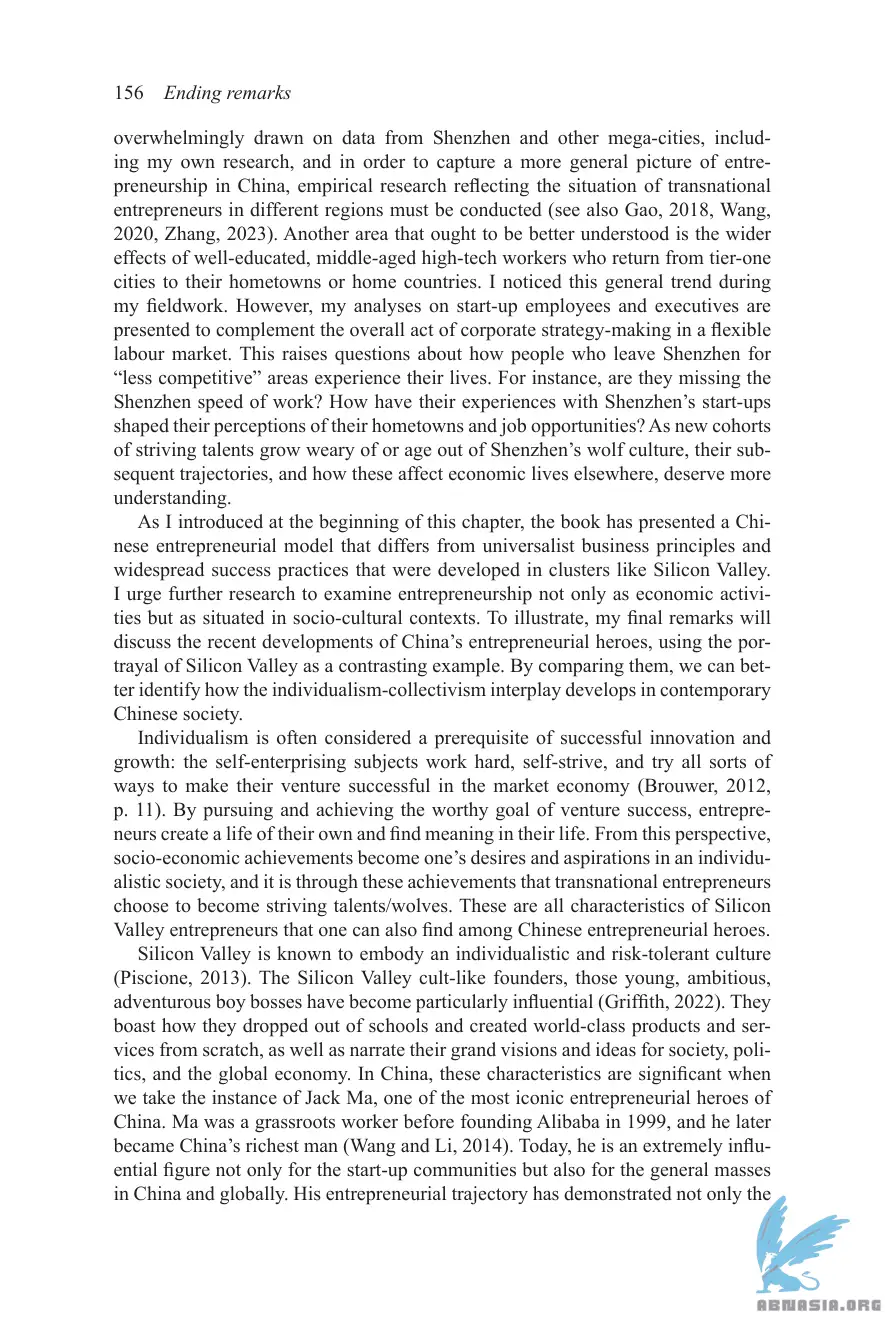 156 Ending remarks
overwhelmingly drawn on data from Shenzhen and other mega-cities, includ-
ing my own research, and in order to capture a more general picture of entre-
preneurship in China, empirical research reflecting the situation of transnational
entrepreneurs in different regions must be conducted (see also Gao, 2018, Wang,
2020, Zhang, 2023). Another area that ought to be better understood is the wider
effects of well-educated, middle-aged high-tech workers who return from tier-one
cities to their hometowns or home countries. I noticed this general trend during
my fieldwork. However, my analyses on start-up employees and executives are
presented to complement the overall act of corporate strategy-making in a flexible
labour market. This raises questions about how people who leave Shenzhen for
“less competitive” areas experience their lives. For instance, are they missing the
Shenzhen speed of work? How have their experiences with Shenzhen’s start-ups
shaped their perceptions of their hometowns and job opportunities? As new cohorts
of striving talents grow weary of or age out of Shenzhen’s wolf culture, their sub-
sequent trajectories, and how these affect economic lives elsewhere, deserve more
understanding.
As I introduced at the beginning of this chapter, the book has presented a Chi-
nese entrepreneurial model that differs from universalist business principles and
widespread success practices that were developed in clusters like Silicon Valley.
I urge further research to examine entrepreneurship not only as economic activi-
ties but as situated in socio-cultural contexts. To illustrate, my final remarks will
discuss the recent developments of China’s entrepreneurial heroes, using the por-
trayal of Silicon Valley as a contrasting example. By comparing them, we can bet-
ter identify how the individualism-collectivism interplay develops in contemporary
Chinese society.
Individualism is often considered a prerequisite of successful innovation and
growth: the self-enterprising subjects work hard, self-strive, and try all sorts of
ways to make their venture successful in the market economy (Brouwer, 2012,
p. 11). By pursuing and achieving the worthy goal of venture success, entrepre-
neurs create a life of their own and find meaning in their life. From this perspective,
socio-economic achievements become one’s desires and aspirations in an individu-
alistic society, and it is through these achievements that transnational entrepreneurs
choose to become striving talents/wolves. These are all characteristics of Silicon
Valley entrepreneurs that one can also find among Chinese entrepreneurial heroes.
Silicon Valley is known to embody an individualistic and risk-tolerant culture
(Piscione, 2013). The Silicon Valley cult-like founders, those young, ambitious,
adventurous boy bosses have become particularly influential (Griffith, 2022). They
boast how they dropped out of schools and created world-class products and ser-
vices from scratch, as well as narrate their grand visions and ideas for society, poli-
tics, and the global economy. In China, these characteristics are significant when
we take the instance of Jack Ma, one of the most iconic entrepreneurial heroes of
China. Ma was a grassroots worker before founding Alibaba in 1999, and he later
became China’s richest man (Wang and Li, 2014). Today, he is an extremely influ-
ential figure not only for the start-up communities but also for the general masses
in China and globally. His entrepreneurial trajectory has demonstrated not only the
ABNASIA.ORG